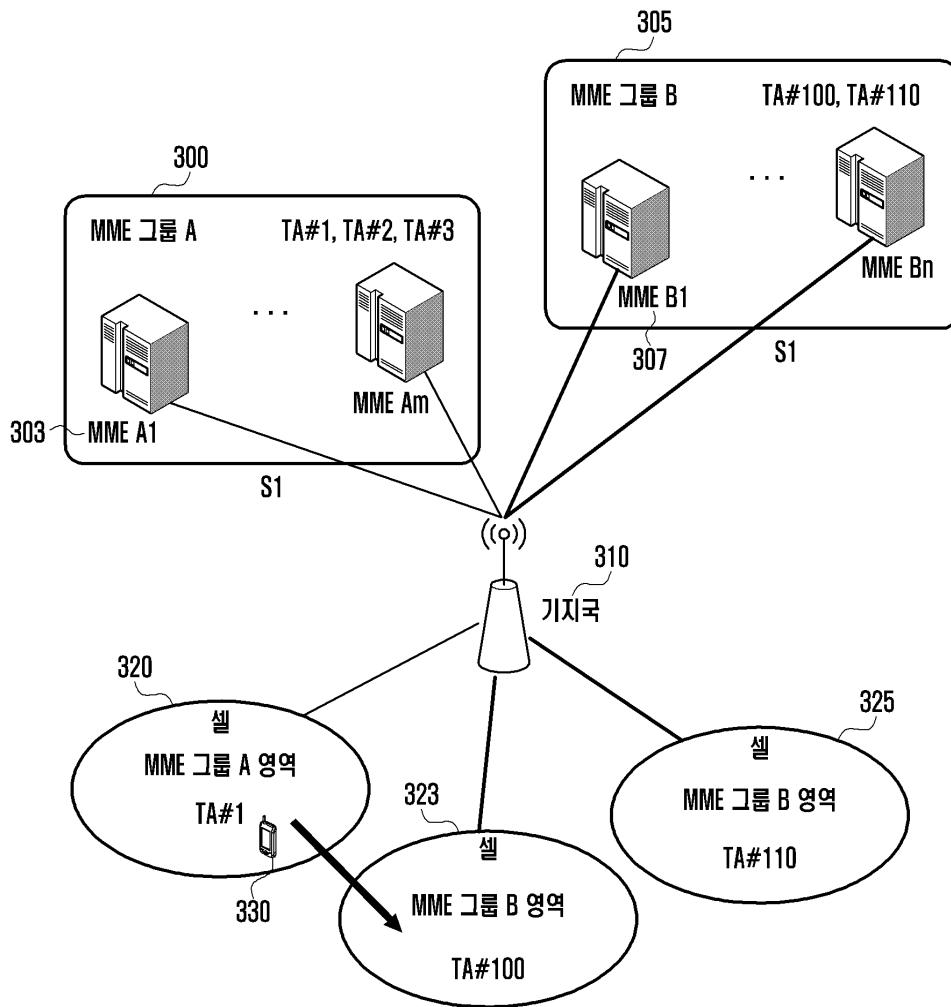 305
MME 그룹 B TA#100, TA#110
...
MME B1
MME Bn
307
S1
300
MME 그룹 A TA#1, TA#2, TA#3
...
MME Am
303 MME A1
S1
310
기지국
320
셀
MME 그룹 A 영역
TA#1
330
323
셀
MME 그룹 B 영역
TA#100
325
셀
MME 그룹 B 영역
TA#110